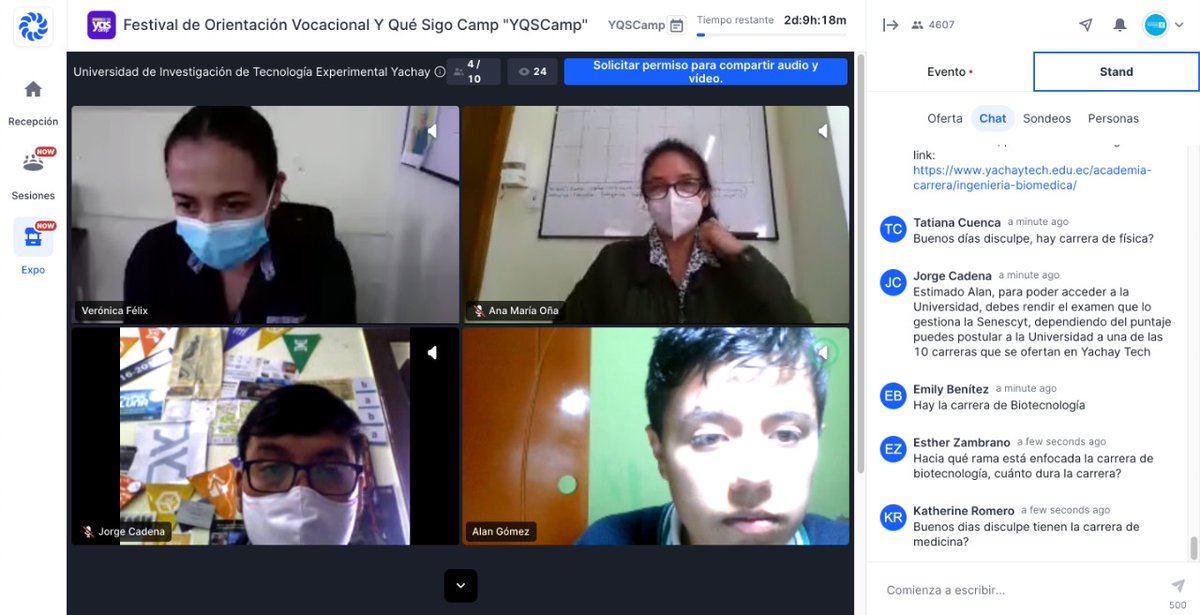 YQS
Festival de Orientación Vocacional Y Qué Sigo Camp "YQSCamp"
YQSCamp
Tiempo restante
2d:9h:18m
4607
Recepción
NOW
Sesiones
NOW
Expo
Universidad de Investigación de Tecnología Experimental Yachay
4 /
10
24
Solicitar permiso para compartir audio y
vídeo.
Verónica Félix
Ana María Oña
Jorge Cadena
Alan Gómez
Evento
Stand
Oferta
Chat
Sondeos
Personas
link:
https://www.yachaytech.edu.ec/academia-
carrera/ingenieria-biomedica/
TC
Tatiana Cuenca a minute ago
Buenos días disculpe, hay carrera de física?
JC
Jorge Cadena a minute ago
Estimado Alan, para poder acceder a la
Universidad, debes rendir el examen que lo
gestiona la Senescyt, dependiendo del puntaje
puedes postular a la Universidad a una de las
10 carreras que se ofertan en Yachay Tech
EB
Emily Benítez a minute ago
Hay la carrera de Biotecnología
EZ
Esther Zambrano a few seconds ago
Hacia qué rama está enfocada la carrera de
biotecnología, cuánto dura la carrera?
KR
Katherine Romero a few seconds ago
Buenos dias disculpe tienen la carrera de
medicina?
Comienza a escribir...
500